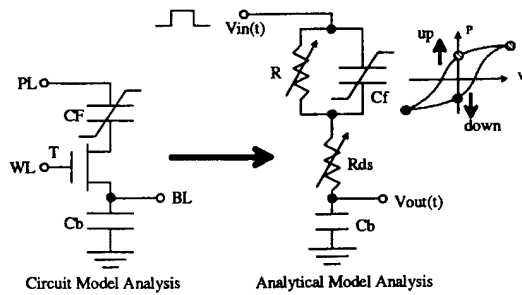 Vin(t)
R
Cf
up
P
v
down
PL
CF
T
WL
BL
Cb
Rds
Vout(t)
Cb
Circuit Model Analysis
Analytical Model Analysis